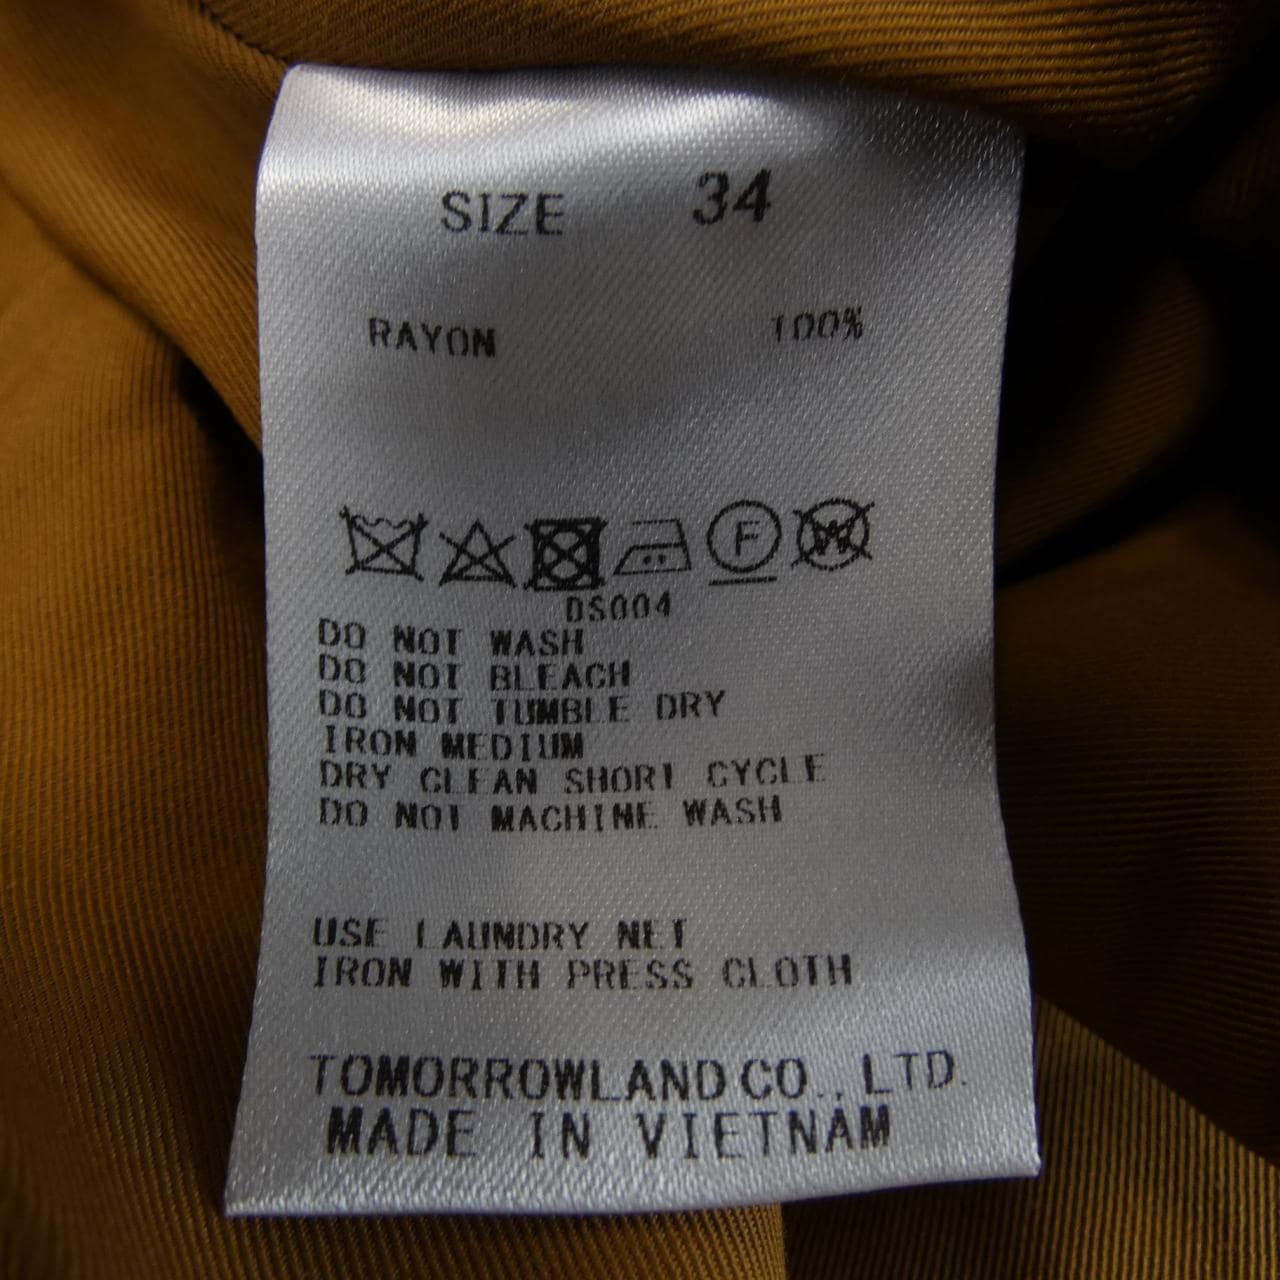 SIZE 34
RAYON 100%
F W
DS004
DO NOT WASH
DO NOT BLEACH
DO NOT TUMBLE DRY
IRON MEDIUM
DRY CLEAN SHORT CYCLE
DO NOT MACHINE WASH
USE LAUNDRY NET
IRON WITH PRESS CLOTH
TOMORROWLAND CO., LTD.
MADE IN VIETNAM